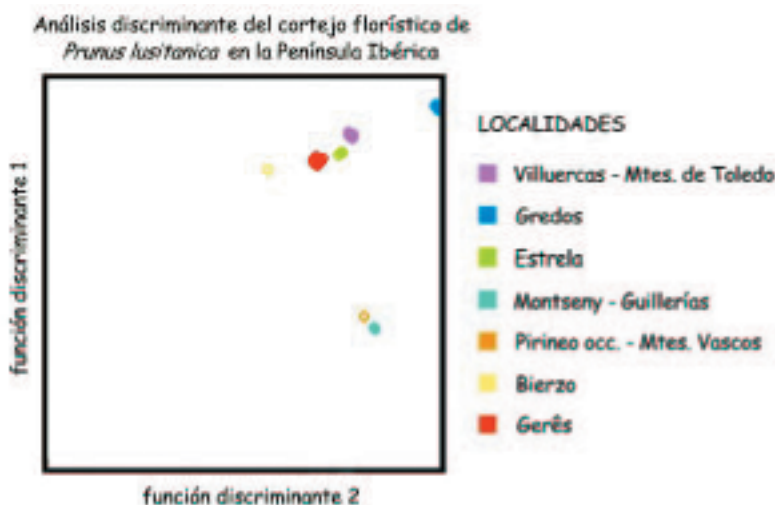 Análisis discriminante del cortejo florístico de
Prunus lusitanica en la Península Ibérica
función discriminante 1
LOCALIDADES
Villuercas - Mtes. de Toledo
Gredos
Estrela
Montseny - Guillerías
Pirineo occ. - Mtes. Vascos
Bierzo
Gerês
función discriminante 2